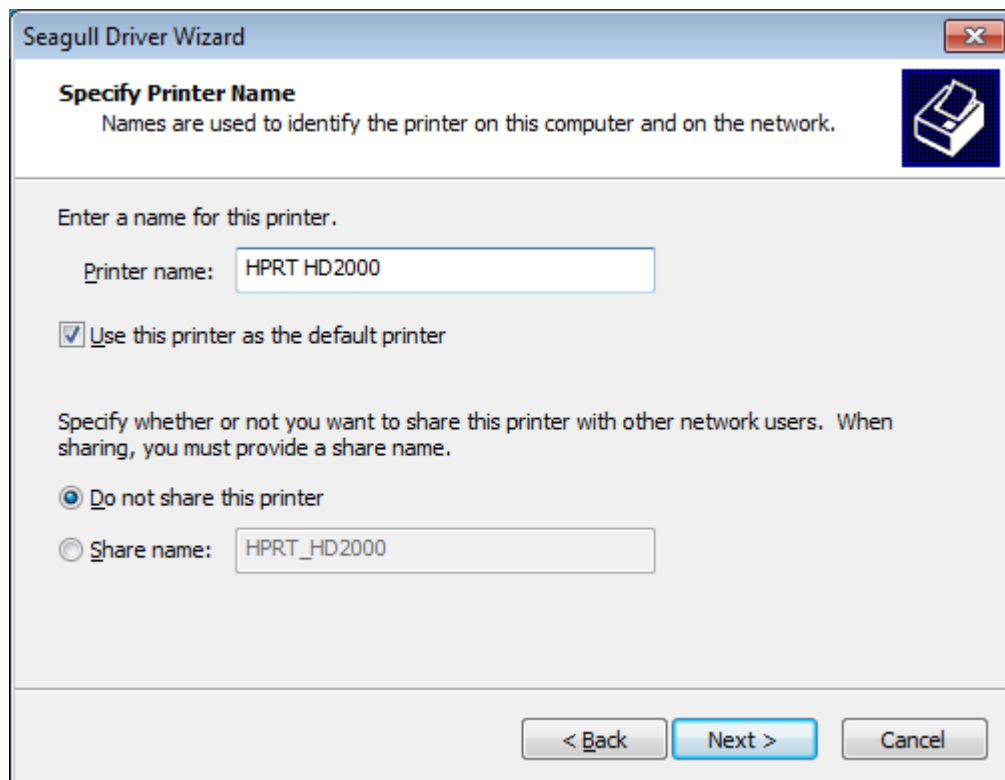 Seagull Driver Wizard
Specify Printer Name
Names are used to identify the printer on this computer and on the network.
Enter a name for this printer.
Printer name: HPRT HD2000
Use this printer as the default printer
Specify whether or not you want to share this printer with other network users. When
sharing, you must provide a share name.
Do not share this printer
Share name: HPRT_HD2000
< Back Next > Cancel